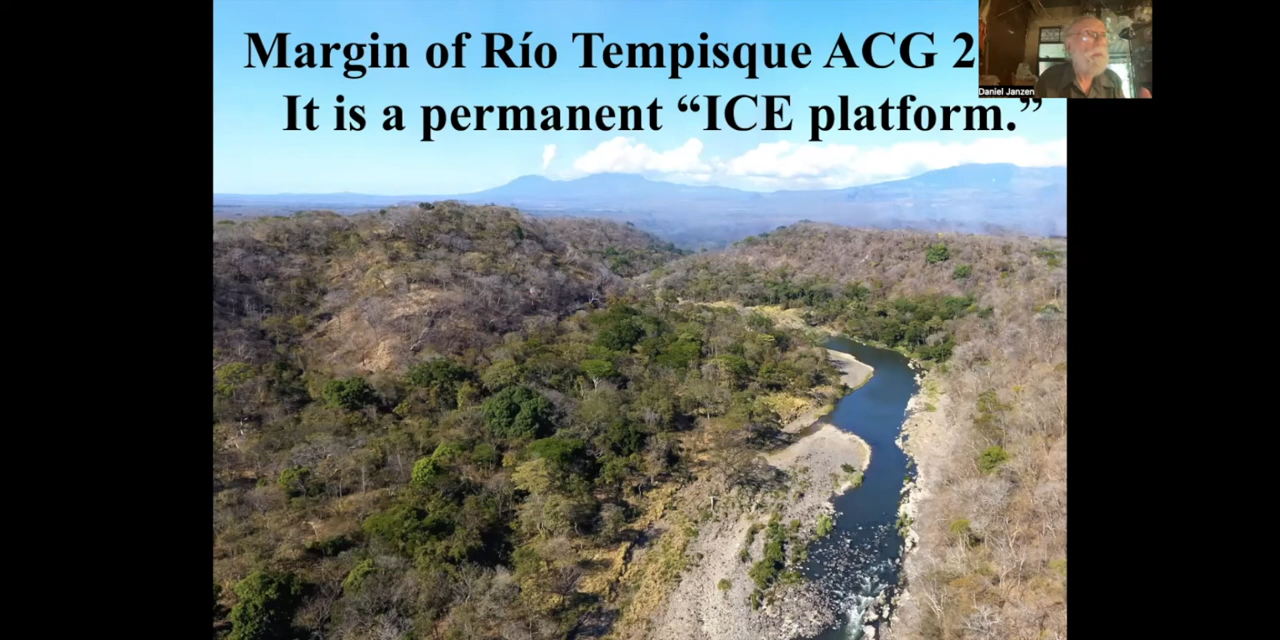 Margin of Río Tempisque ACG 2
It is a permanent “ICE platform.”
Daniel Janzen